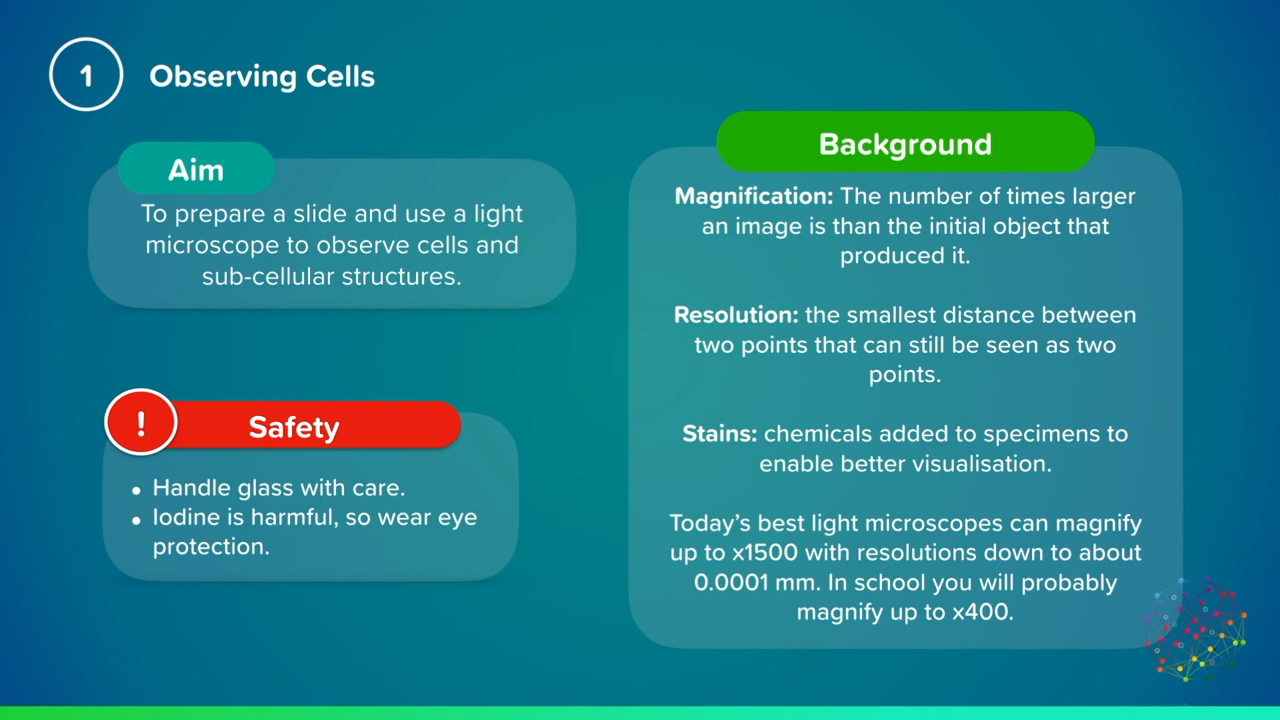 1
Observing Cells
Aim
To prepare a slide and use a light
microscope to observe cells and
sub-cellular structures.
!
Safety
• Handle glass with care.
• Iodine is harmful, so wear eye
protection.
Background
Magnification: The number of times larger
an image is than the initial object that
produced it.
Resolution: the smallest distance between
two points that can still be seen as two
points.
Stains: chemicals added to specimens to
enable better visualisation.
Today’s best light microscopes can magnify
up to x1500 with resolutions down to about
0.0001 mm. In school you will probably
magnify up to x400.